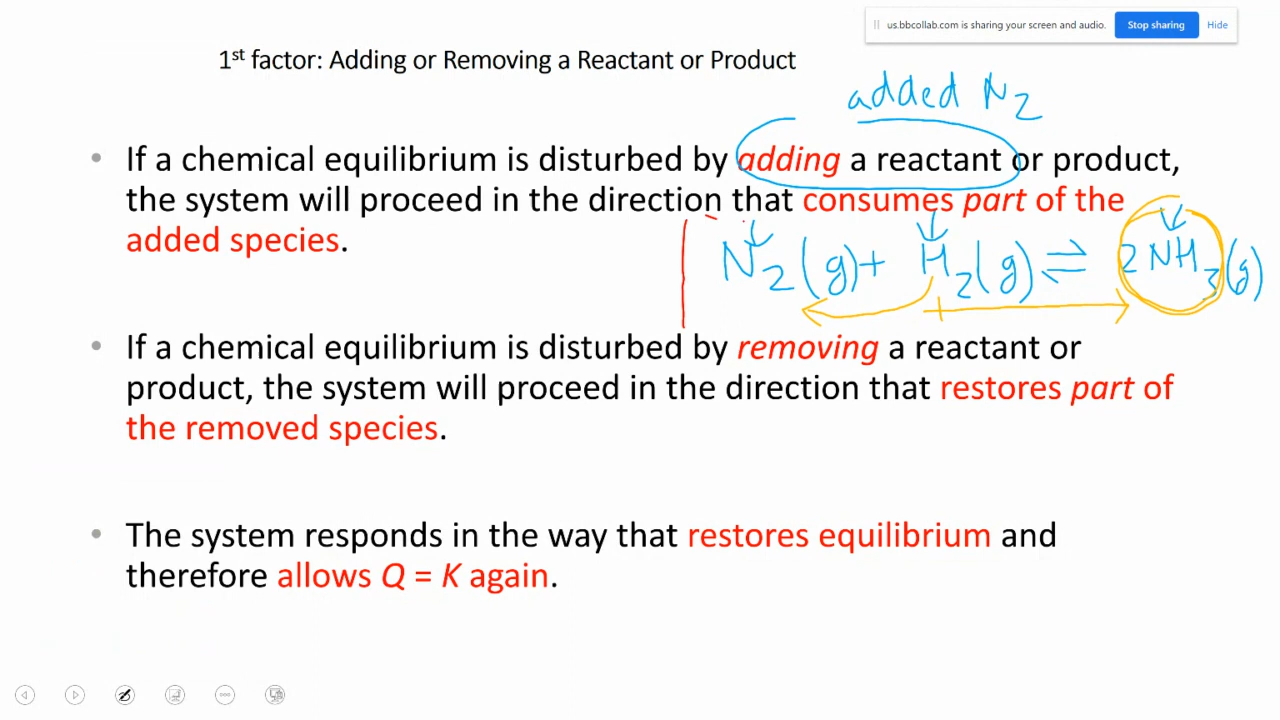 us.bbcollab.com is sharing your screen and audio. Stop sharing Hide
1st factor: Adding or Removing a Reactant or Product
added N2
• If a chemical equilibrium is disturbed by adding a reactant or product,
the system will proceed in the direction that consumes part of the
added species.
N2(g) + H2(g) ⇌ 2NH3(g)
• If a chemical equilibrium is disturbed by removing a reactant or
product, the system will proceed in the direction that restores part of
the removed species.
• The system responds in the way that restores equilibrium and
therefore allows Q = K again.